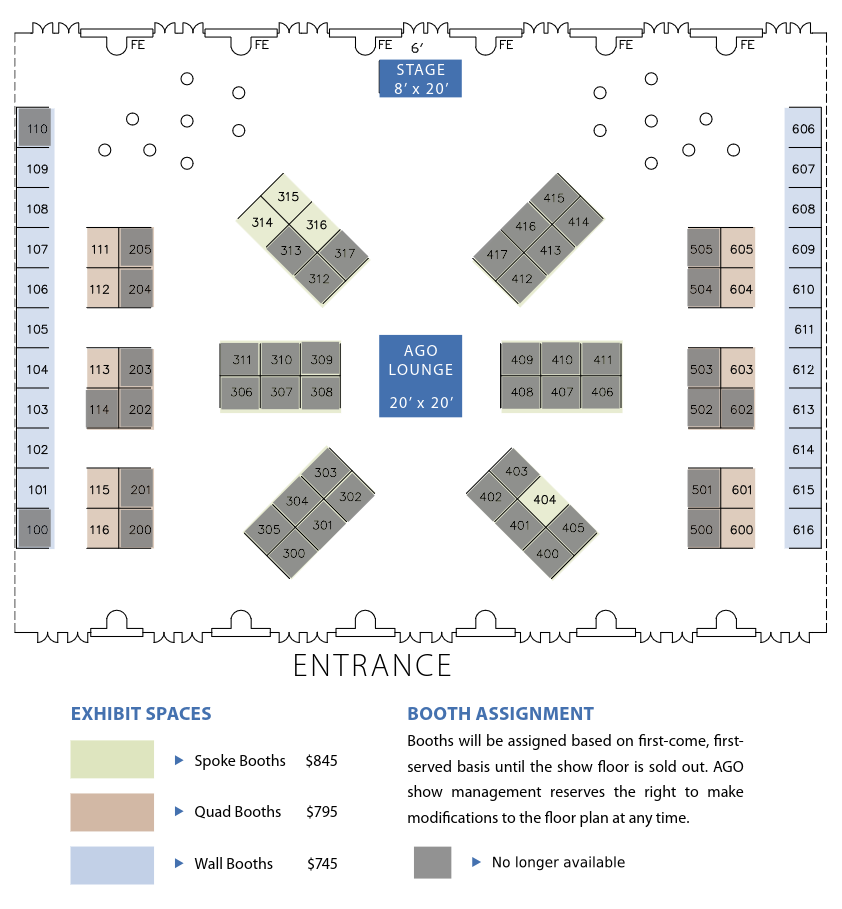 FE FE FE FE FE FE
6'
STAGE
8' x 20'
110 606
109 607
108 315 415 608
314 316 416 414
107 111 205 313 317 417 413 505 605 609
106 112 204 312 412 504 604 610
105 611
AGO
104 113 203 311 310 309 LOUNGE 409 410 411 503 603 612
306 307 308 408 407 406
103 114 202 20' x 20' 502 602 613
102 614
303 403
101 115 201 304 302 402 404 501 601 615
100 116 200 305 301 401 405 500 600 616
300 400
ENTRANCE
EXHIBIT SPACES
Spoke Booths $845
Quad Booths $795
Wall Booths $745
BOOTH ASSIGNMENT
Booths will be assigned based on first-come, first-
served basis until the show floor is sold out. AGO
show management reserves the right to make
modifications to the floor plan at any time.
No longer available